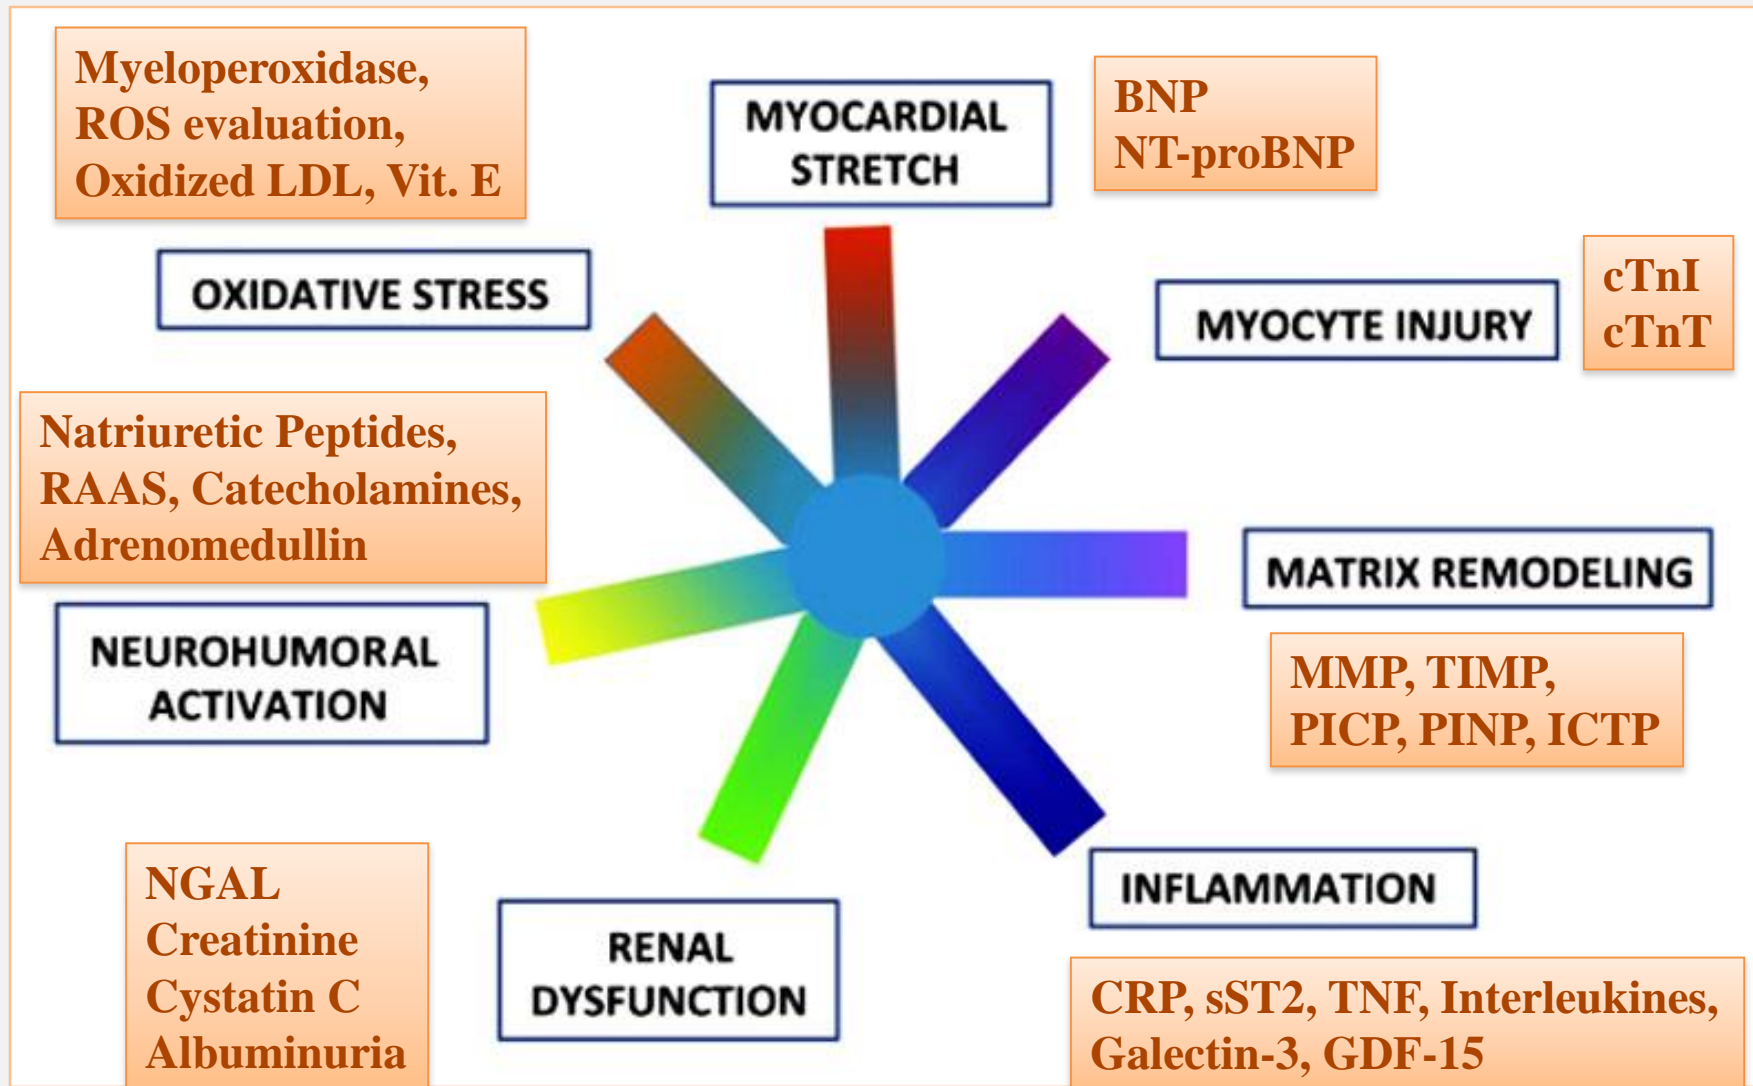 Myeloperoxidase,
ROS evaluation,
Oxidized LDL, Vit. E
MYOCARDIAL
STRETCH
BNP
NT-proBNP
OXIDATIVE STRESS
MYOCYTE INJURY
cTnI
cTnT
Natriuretic Peptides,
RAAS, Catecholamines,
Adrenomedullin
NEUROHUMORAL
ACTIVATION
MATRIX REMODELING
MMP, TIMP,
PICP, PINP, ICTP
NGAL
Creatinine
Cystatin C
Albuminuria
RENAL
DYSFUNCTION
INFLAMMATION
CRP, sST2, TNF, Interleukines,
Galectin-3, GDF-15